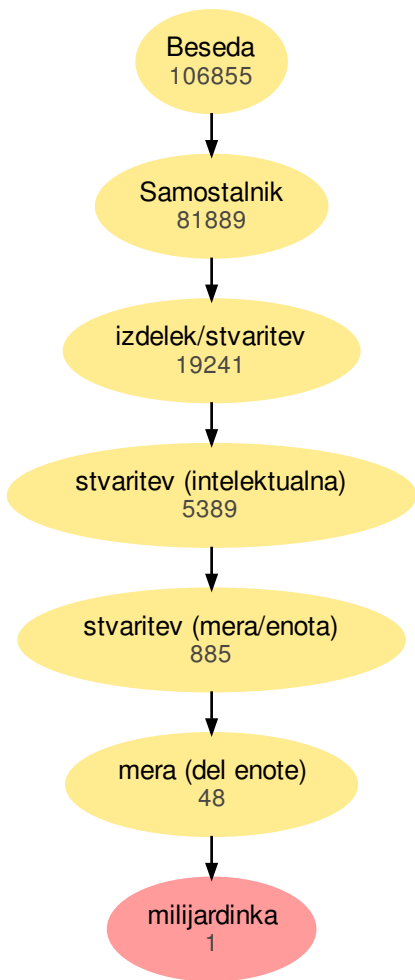 Beseda
106855
Samostalnik
81889
izdelek/stvaritev
19241
stvaritev (intelektualna)
5389
stvaritev (mera/enota)
885
mera (del enote)
48
milijardinka
1